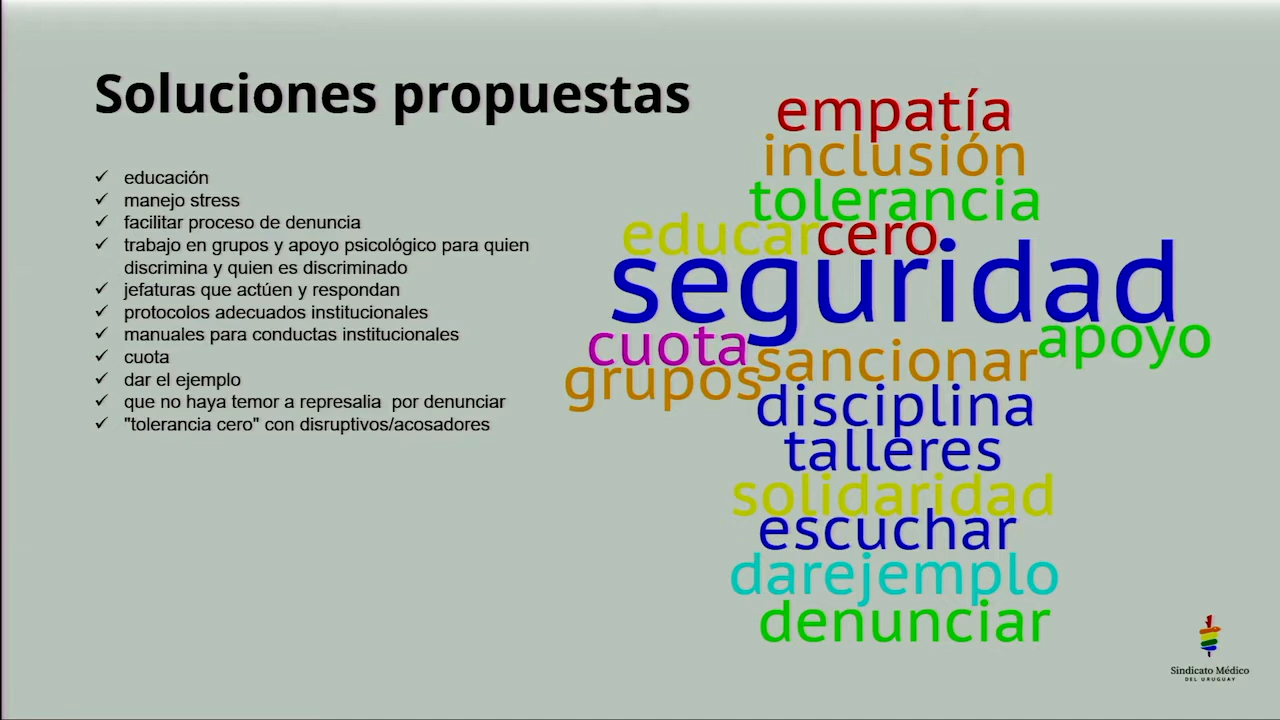 Soluciones propuestas
✓ educación
✓ manejo stress
✓ facilitar proceso de denuncia
✓ trabajo en grupos y apoyo psicológico para quien
discrimina y quien es discriminado
✓ jefaturas que actúen y respondan
✓ protocolos adecuados institucionales
✓ manuales para conductas institucionales
✓ cuota
✓ dar el ejemplo
✓ que no haya temor a represalia por denunciar
✓ "tolerancia cero" con disruptivos/acosadores
empatía
inclusión
tolerancia
educar cero
seguridad
cuota sancionar apoyo
grupos
disciplina
talleres
solidaridad
escuchar
darejemplo
denunciar
Sindicato Médico
DEL URUGUAY